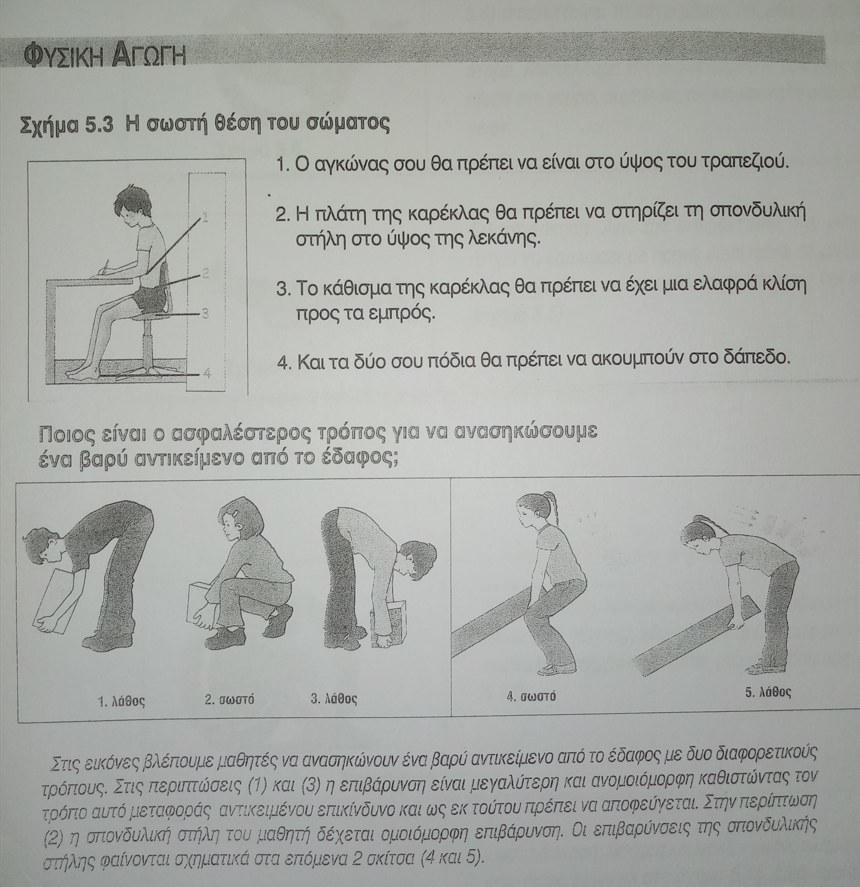 ΦΥΣΙΚΗ ΑΓΩΓΗ
Σχήμα 5.3 Η σωστή θέση του σώματος
1. Ο αγκώνας σου θα πρέπει να είναι στο ύψος του τραπεζιού.
2. Η πλάτη της καρέκλας θα πρέπει να στηρίζει τη σπονδυλική
στήλη στο ύψος της λεκάνης.
3. Το κάθισμα της καρέκλας θα πρέπει να έχει μια ελαφρά κλίση
προς τα εμπρός.
4. Και τα δύο σου πόδια θα πρέπει να ακουμπούν στο δάπεδο.
1
2
3
4
Ποιος είναι ο ασφαλέστερος τρόπος για να ανασηκώσουμε
ένα βαρύ αντικείμενο από το έδαφος;
1. λάθος
2. σωστό
3. λάθος
4. σωστό
5. λάθος
Στις εικόνες βλέπουμε μαθητές να ανασηκώνουν ένα βαρύ αντικείμενο από το έδαφος με δυο διαφορετικούς
τρόπους. Στις περιπτώσεις (1) και (3) η επιβάρυνση είναι μεγαλύτερη και ανομοιόμορφη καθιστώντας τον
τρόπο αυτό μεταφοράς αντικειμένου επικίνδυνο και ως εκ τούτου πρέπει να αποφεύγεται. Στην περίπτωση
(2) η σπονδυλική στήλη του μαθητή δέχεται ομοιόμορφη επιβάρυνση. Οι επιβαρύνσεις της σπονδυλικής
στήλης φαίνονται σχηματικά στα επόμενα 2 σκίτσα (4 και 5).